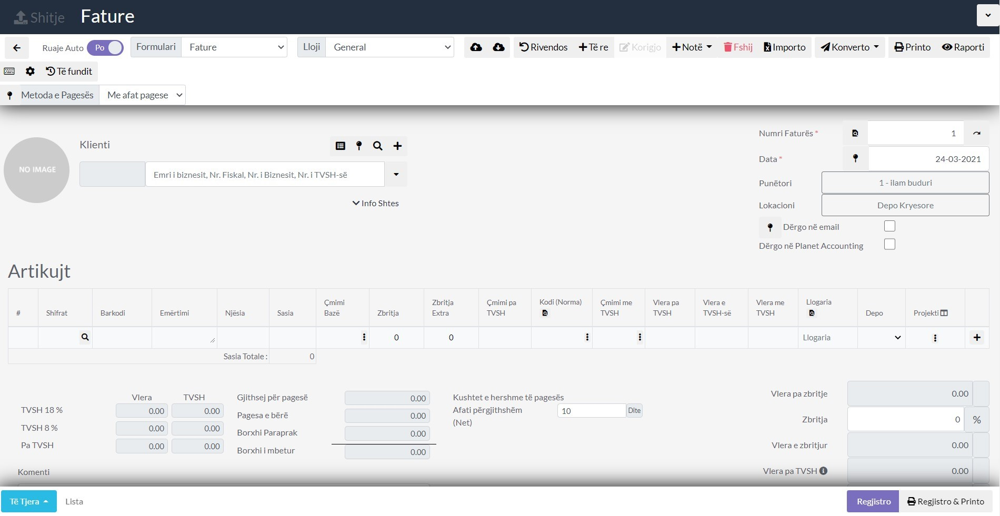 Shitje Fature
Ruaje Auto Po Formulari Fature Lloji General Rivendos Të re Korigjo Notë Fshij Importo Konverto Printo Raporti
Të fundit
Metoda e Pagesës Me afat pagese
NO IMAGE
Klienti
Emri i biznesit, Nr. Fiskal, Nr. i Biznesit, Nr. i TVSH-së
Info Shtes
Numri Faturës * 1
Data * 24-03-2021
Punëtori 1 - ilam buduri
Lokacioni Depo Kryesore
Dërgo në email
Dërgo në Planet Accounting
Artikujt
# Shifrat Barkodi Emërtimi Njësia Sasia Çmimi Bazë Zbritja Zbritja Extra Çmimi pa TVSH Kodi (Norma) Çmimi me TVSH Vlera pa TVSH Vlera e TVSH-së Vlera me TVSH Llogaria Depo Projekti
0 0 Llogaria
Sasia Totale : 0
Vlera TVSH
TVSH 18 % 0.00 0.00
TVSH 8 % 0.00 0.00
Pa TVSH 0.00 0.00
Gjithsej për pagesë 0.00
Pagesa e bërë 0.00
Borxhi Paraprak 0.00
Borxhi i mbetur 0.00
Kushtet e hershme të pagesës
Afati përgjithshëm 10 Dite
(Net)
Vlera pa zbritje 0.00
Zbritja 0 %
Vlera e zbritjur 0.00
Vlera pa TVSH 0.00
Komenti
Të Tjera Lista Regjistro Regjistro & Printo